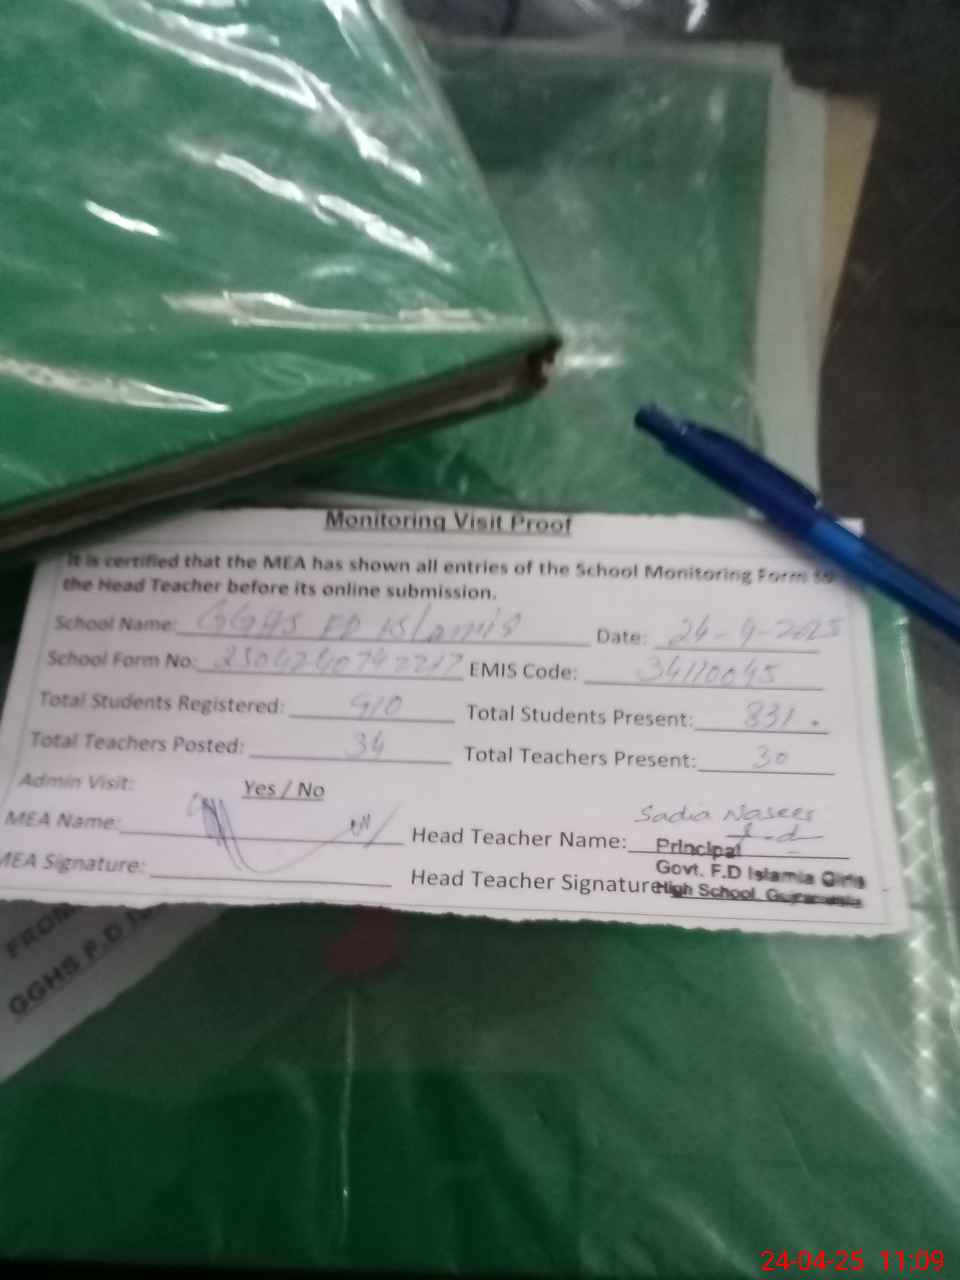 Monitoring Visit Proof
It is certified that the MEA has shown all entries of the School Monitoring Form to
the Head Teacher before its online submission.
School Name: GGHS FD Islamia Date: 24-4-2025
School Form No: EMIS Code: 34110045
Total Students Registered: 910 Total Students Present: 831.
Total Teachers Posted: 34 Total Teachers Present: 30
Admin Visit: Yes / No
Sadia Naseer
MEA Name: Head Teacher Name:
Principal
MEA Signature: Head Teacher Signature
Govt. F.D Islamia Girls
High School, Gujranwala
FROM
GGHS F.D
24-04-25 11:09